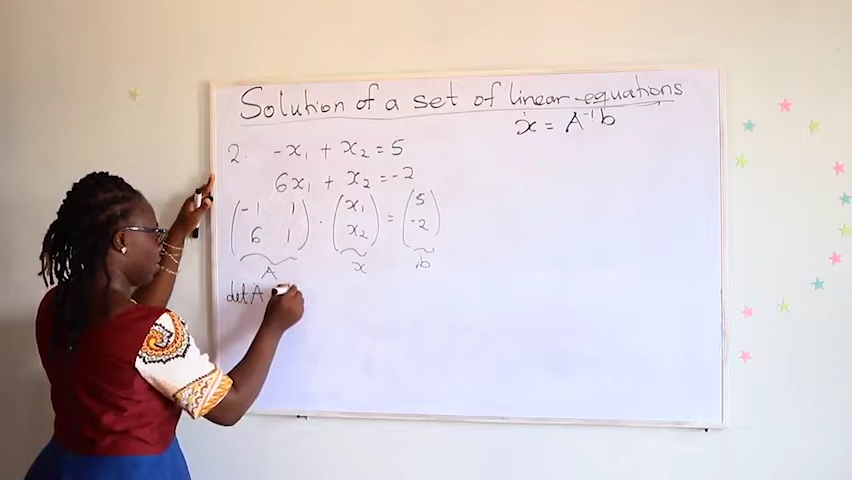 Solution of a set of linear equations
x = A⁻¹b
2. -x₁ + x₂ = 5
6x₁ + x₂ = -2
(-1 1; 6 1) · (x₁; x₂) = (5; -2)
A x b
det A